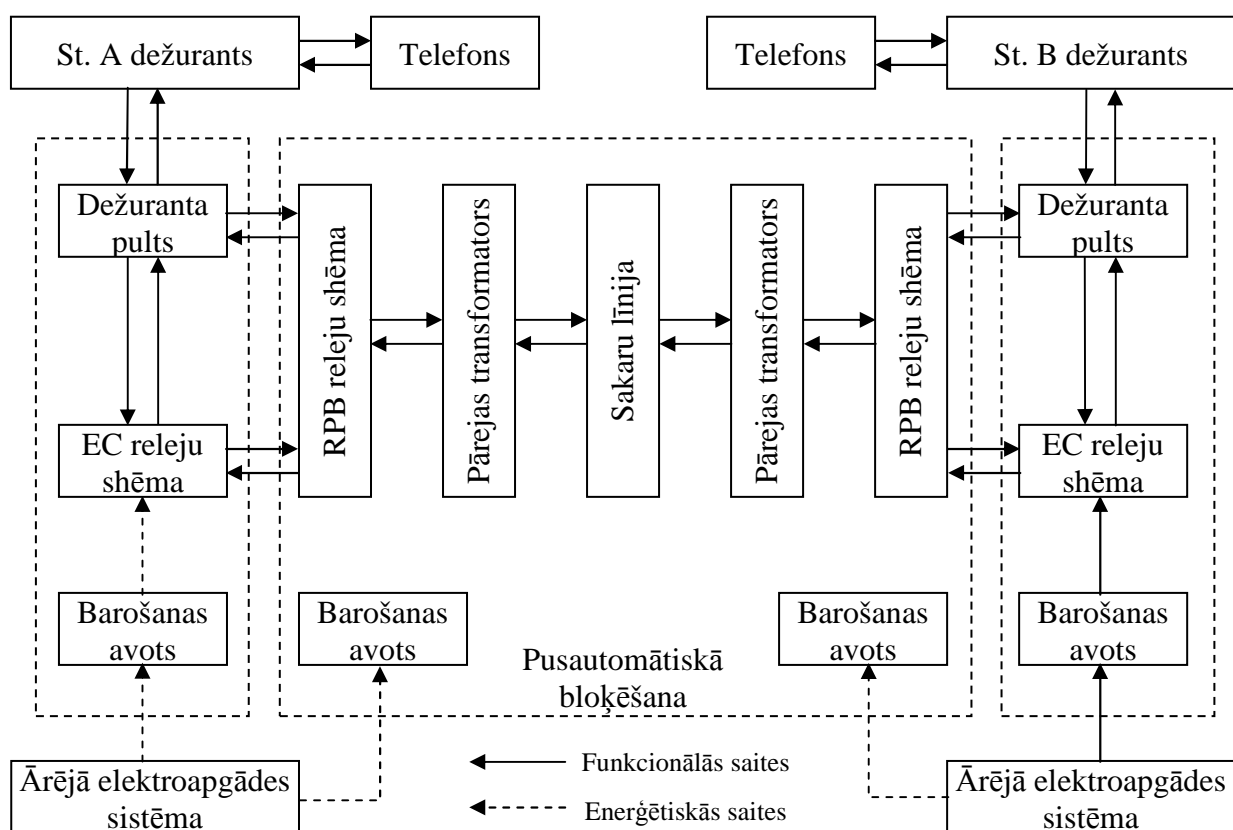 St. A dežurants
Telefons
Telefons
St. B dežurants
Dežuranta
pults
RPB releju shēma
Pārejas transformators
Sakaru līnija
Pārejas transformators
RPB releju shēma
Dežuranta
pults
EC releju
shēma
EC releju
shēma
Barošanas
avots
Barošanas
avots
Pusautomātiskā
bloķēšana
Barošanas
avots
Barošanas
avots
Ārējā elektroapgādes
sistēma
Funkcionālās saites
Enerģētiskās saites
Ārējā elektroapgādes
sistēma